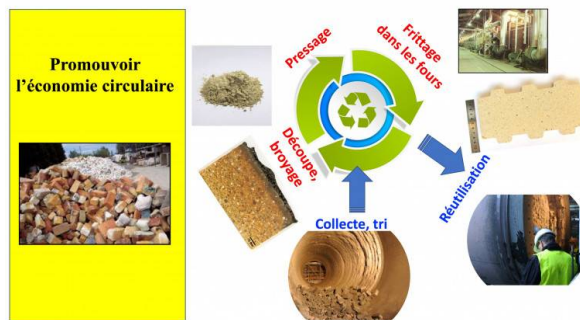 Promouvoir
l'économie circulaire
Pressage
Frittage
dans les fours
Découpe,
broyage
Collecte, tri
Réutilisation